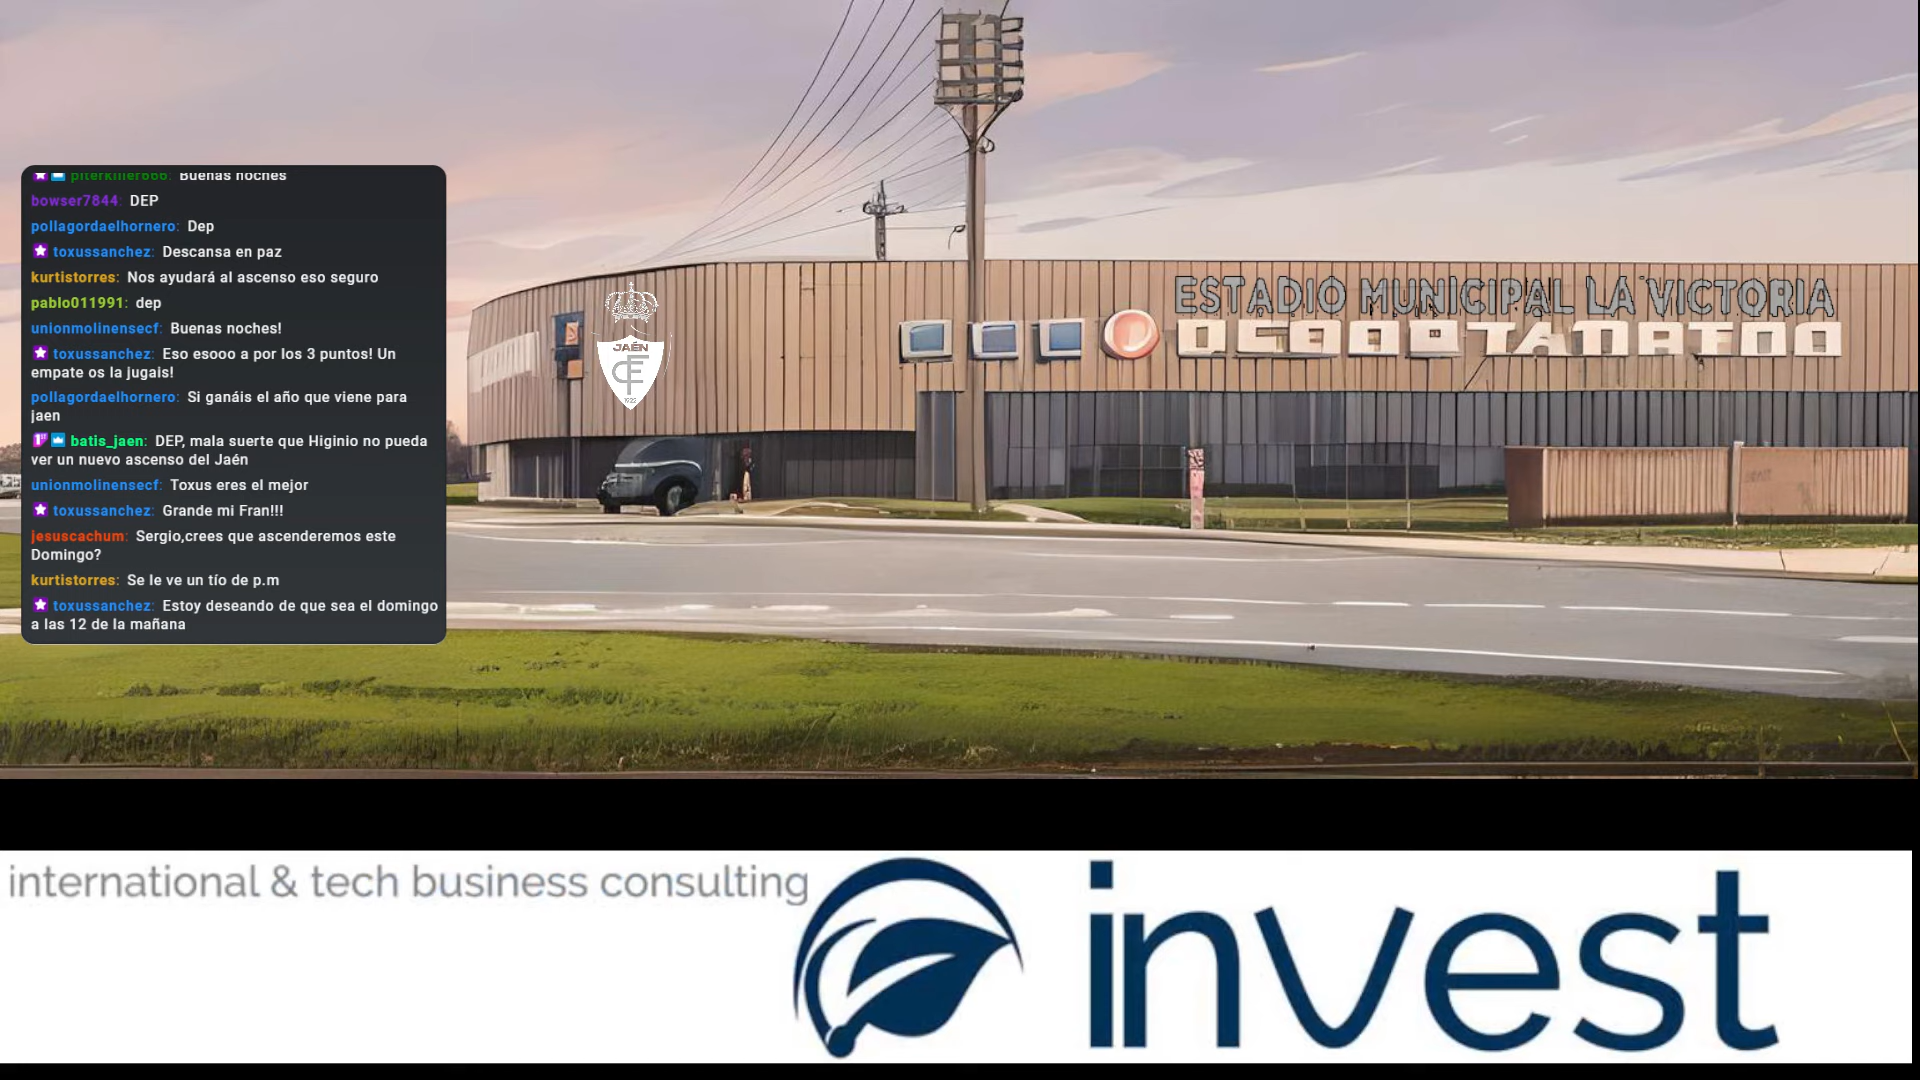 piterkiller666: Buenas noches
bowser7844: DEP
pollagordaelhornero: Dep
toxussanchez: Descansa en paz
kurtistorres: Nos ayudará al ascenso eso seguro
pablo011991: dep
unionmolinensecf: Buenas noches!
toxussanchez: Eso esooo a por los 3 puntos! Un
empate os la jugais!
pollagordaelhornero: Si ganáis el año que viene para
jaen
batis_jaen: DEP, mala suerte que Higinio no pueda
ver un nuevo ascenso del Jaén
unionmolinensecf: Toxus eres el mejor
toxussanchez: Grande mi Fran!!!
jesuscachum: Sergio,crees que ascenderemos este
Domingo?
kurtistorres: Se le ve un tío de p.m
toxussanchez: Estoy deseando de que sea el domingo
a las 12 de la mañana
JAÉN
CF
1922
ESTADIO MUNICIPAL LA VICTORIA
international & tech business consulting
invest